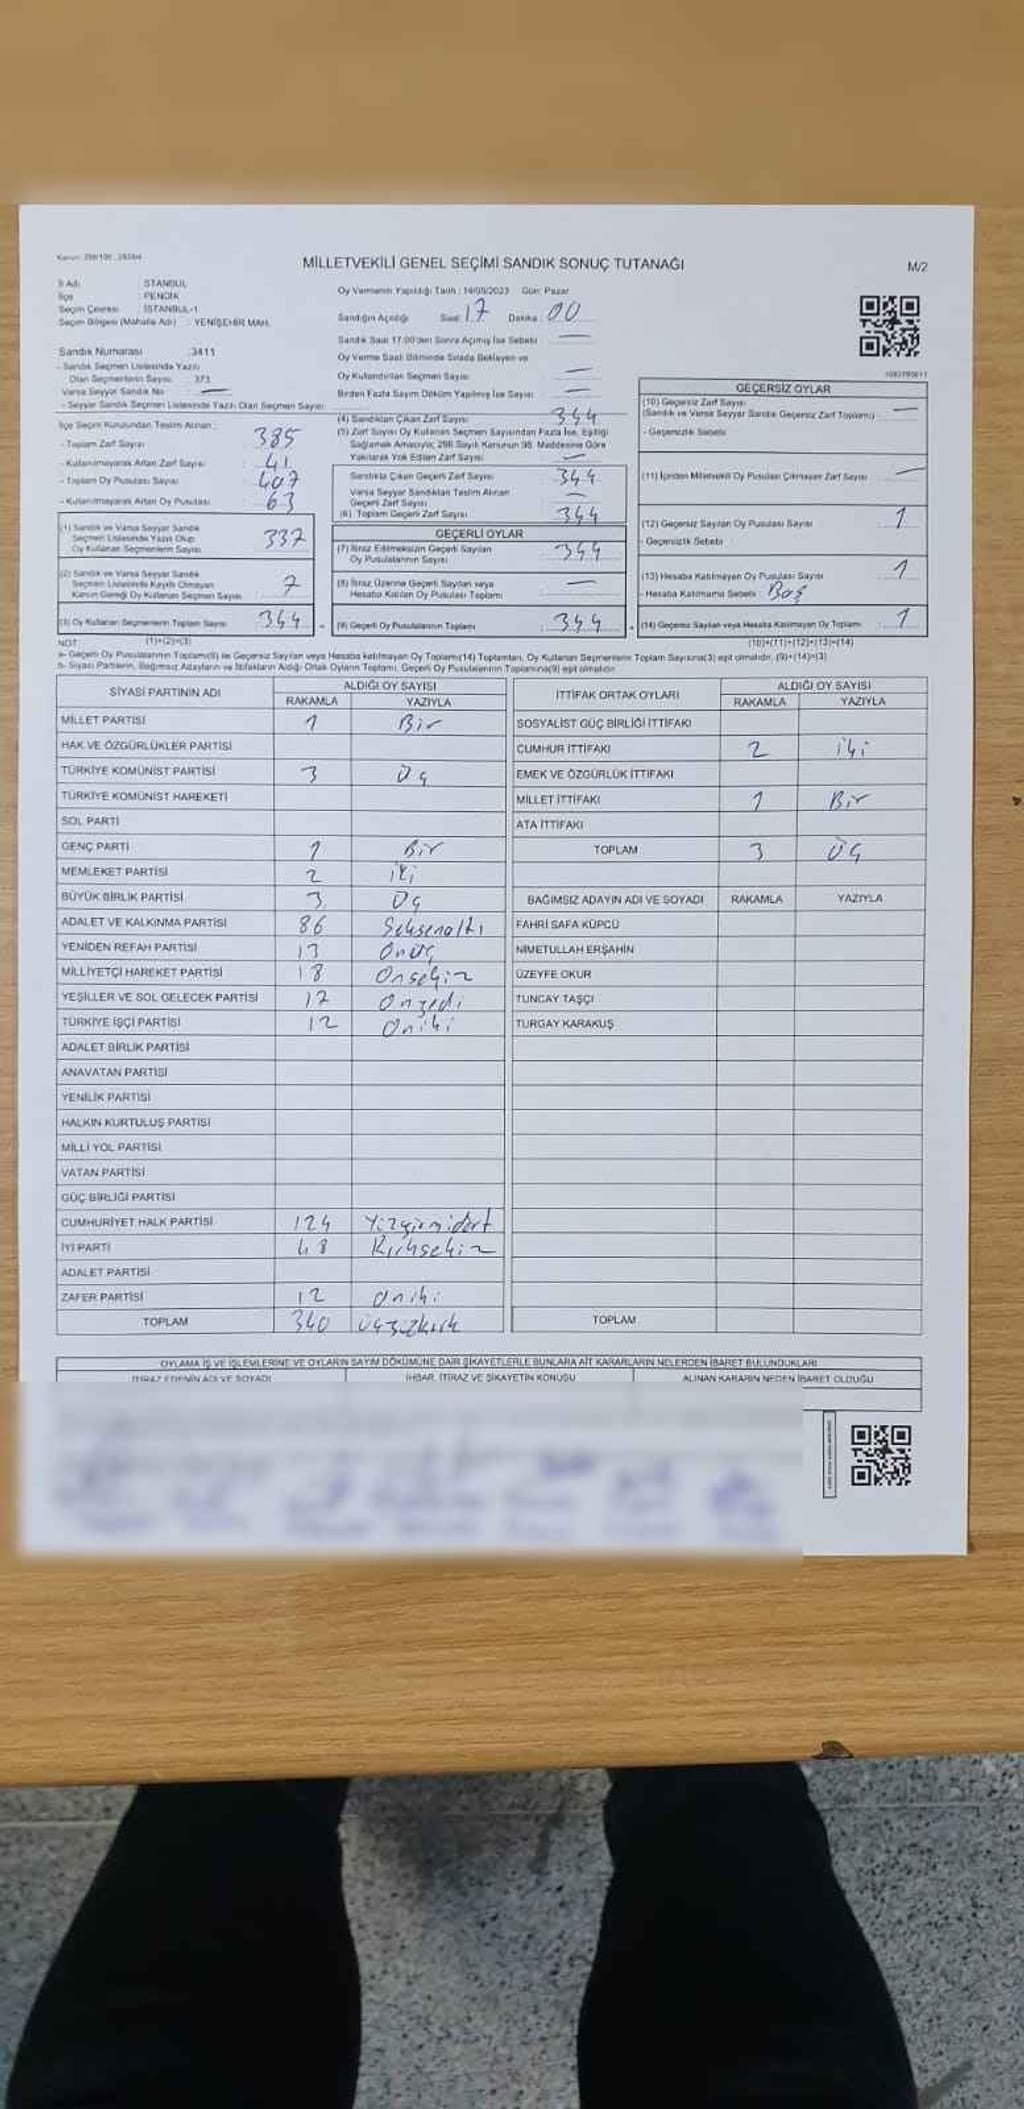 MİLLETVEKİLİ GENEL SEÇİMİ SANDIK SONUÇ TUTANAĞI
M/2
İl Adı : İSTANBUL
İlçe : PENDİK
Seçim Çevresi : İSTANBUL-1
Seçim Bölgesi (Mahalle Adı) : YENİŞEHİR MAH.
Sandık Numarası : 3411
- Sandık Seçmen Listesinde Yazılı
Olan Seçmenlerin Sayısı : 373
Varsa Seyyar Sandık No : —
- Seyyar Sandık Seçmen Listesinde Yazılı Olan Seçmen Sayısı :
İlçe Seçim Kurulundan Teslim Alınan :
- Toplam Zarf Sayısı : 385
- Kullanılmayarak Artan Zarf Sayısı : 41
- Toplam Oy Pusulası Sayısı : 407
- Kullanılmayarak Artan Oy Pusulası : 63
(1) Sandık ve Varsa Seyyar Sandık
Seçmen Listesinde Yazılı Olup
Oy Kullanan Seçmenlerin Sayısı : 337
(2) Sandık ve Varsa Seyyar Sandık
Seçmen Listesinde Kayıtlı Olmayan
Kanun Gereği Oy Kullanan Seçmen Sayısı : 7
(3) Oy Kullanan Seçmenlerin Toplam Sayısı : 344
Oy Vermenin Yapıldığı Tarih : 14/05/2023 Gün: Pazar
Sandığın Açıldığı Saat : 17 Dakika : 00
Sandık Saat 17:00'den Sonra Açılmış İse Sebebi : —
Oy Verme Saati Bitiminde Sırada Bekleyen ve
Oy Kullandırılan Seçmen Sayısı : —
Birden Fazla Sayım Döküm Yapılmış İse Sayısı : —
(4) Sandıktan Çıkan Zarf Sayısı : 344
(5) Zarf Sayısı Oy Kullanan Seçmen Sayısından Fazla İse, Eşitliği
Sağlamak Amacıyla; 298 Sayılı Kanunun 98. Maddesine Göre
Yakılarak Yok Edilen Zarf Sayısı : —
Sandıkta Çıkan Geçerli Zarf Sayısı : 344
Varsa Seyyar Sandıktan Teslim Alınan
Geçerli Zarf Sayısı : —
(6) Toplam Geçerli Zarf Sayısı : 344
GEÇERLİ OYLAR
(7) İtiraz Edilmeksizin Geçerli Sayılan
Oy Pusulalarının Sayısı : 344
(8) İtiraz Üzerine Geçerli Sayılan veya
Hesaba Katılan Oy Pusulası Toplamı : —
(9) Geçerli Oy Pusulalarının Toplamı : 344
GEÇERSİZ OYLAR
(10) Geçersiz Zarf Sayısı
(Sandık ve Varsa Seyyar Sandık Geçersiz Zarf Toplamı) : —
- Geçersizlik Sebebi
(11) İçinden Milletvekili Oy Pusulası Çıkmayan Zarf Sayısı : —
(12) Geçersiz Sayılan Oy Pusulası Sayısı : 1
- Geçersizlik Sebebi
(13) Hesaba Katılmayan Oy Pusulası Sayısı : 1
- Hesaba Katılmama Sebebi : Boş
(14) Geçersiz Sayılan veya Hesaba Katılmayan Oy Toplamı : 1
NOT: (1)+(2)=(3) (10)+(11)+(12)+(13)=(14)
a- Geçerli Oy Pusulalarının Toplamı(9) ile Geçersiz Sayılan veya Hesaba katılmayan Oy Toplamı(14) Toplamları, Oy Kullanan Seçmenlerin Toplam Sayısına(3) eşit olmalıdır. (9)+(14)=(3)
b- Siyasi Partilerin, Bağımsız Adayların ve İttifakların Aldığı Ortak Oyların Toplamı, Geçerli Oy Pusulalarının Toplamına(9) eşit olmalıdır.
SİYASİ PARTİNİN ADI ALDIĞI OY SAYISI
RAKAMLA YAZIYLA
MİLLET PARTİSİ 1 Bir
HAK VE ÖZGÜRLÜKLER PARTİSİ
TÜRKİYE KOMÜNİST PARTİSİ 3 Üç
TÜRKİYE KOMÜNİST HAREKETİ
SOL PARTİ
GENÇ PARTİ 1 Bir
MEMLEKET PARTİSİ 2 iki
BÜYÜK BİRLİK PARTİSİ 3 Üç
ADALET VE KALKINMA PARTİSİ 86 Seksenaltı
YENİDEN REFAH PARTİSİ 13 Onüç
MİLLİYETÇİ HAREKET PARTİSİ 18 Onsekiz
YEŞİLLER VE SOL GELECEK PARTİSİ 17 Onyedi
TÜRKİYE İŞÇİ PARTİSİ 12 Oniki
ADALET BİRLİK PARTİSİ
ANAVATAN PARTİSİ
YENİLİK PARTİSİ
HALKIN KURTULUŞ PARTİSİ
MİLLİ YOL PARTİSİ
VATAN PARTİSİ
GÜÇ BİRLİĞİ PARTİSİ
CUMHURİYET HALK PARTİSİ 124 Yüzyirmidört
İYİ PARTİ 48 Kırksekiz
ADALET PARTİSİ
ZAFER PARTİSİ 12 Oniki
TOPLAM 340 Üçyüzkırk
İTTİFAK ORTAK OYLARI ALDIĞI OY SAYISI
RAKAMLA YAZIYLA
SOSYALİST GÜÇ BİRLİĞİ İTTİFAKI
CUMHUR İTTİFAKI 2 iki
EMEK VE ÖZGÜRLÜK İTTİFAKI
MİLLET İTTİFAKI 1 Bir
ATA İTTİFAKI
TOPLAM 3 Üç
BAĞIMSIZ ADAYIN ADI VE SOYADI RAKAMLA YAZIYLA
FAHRİ SAFA KÜPCÜ
NİMETULLAH ERŞAHİN
ÜZEYFE OKUR
TUNCAY TAŞÇI
TURGAY KARAKUŞ
TOPLAM
OYLAMA İŞ VE İŞLEMLERİNE VE OYLARIN SAYIM DÖKÜMÜNE DAİR ŞİKAYETLERLE BUNLARA AİT KARARLARIN NELERDEN İBARET BULUNDUKLARI
İTİRAZ EDENİN ADI VE SOYADI İHBAR, İTİRAZ VE ŞİKAYETİN KONUSU ALINAN KARARIN NEDEN İBARET OLDUĞU